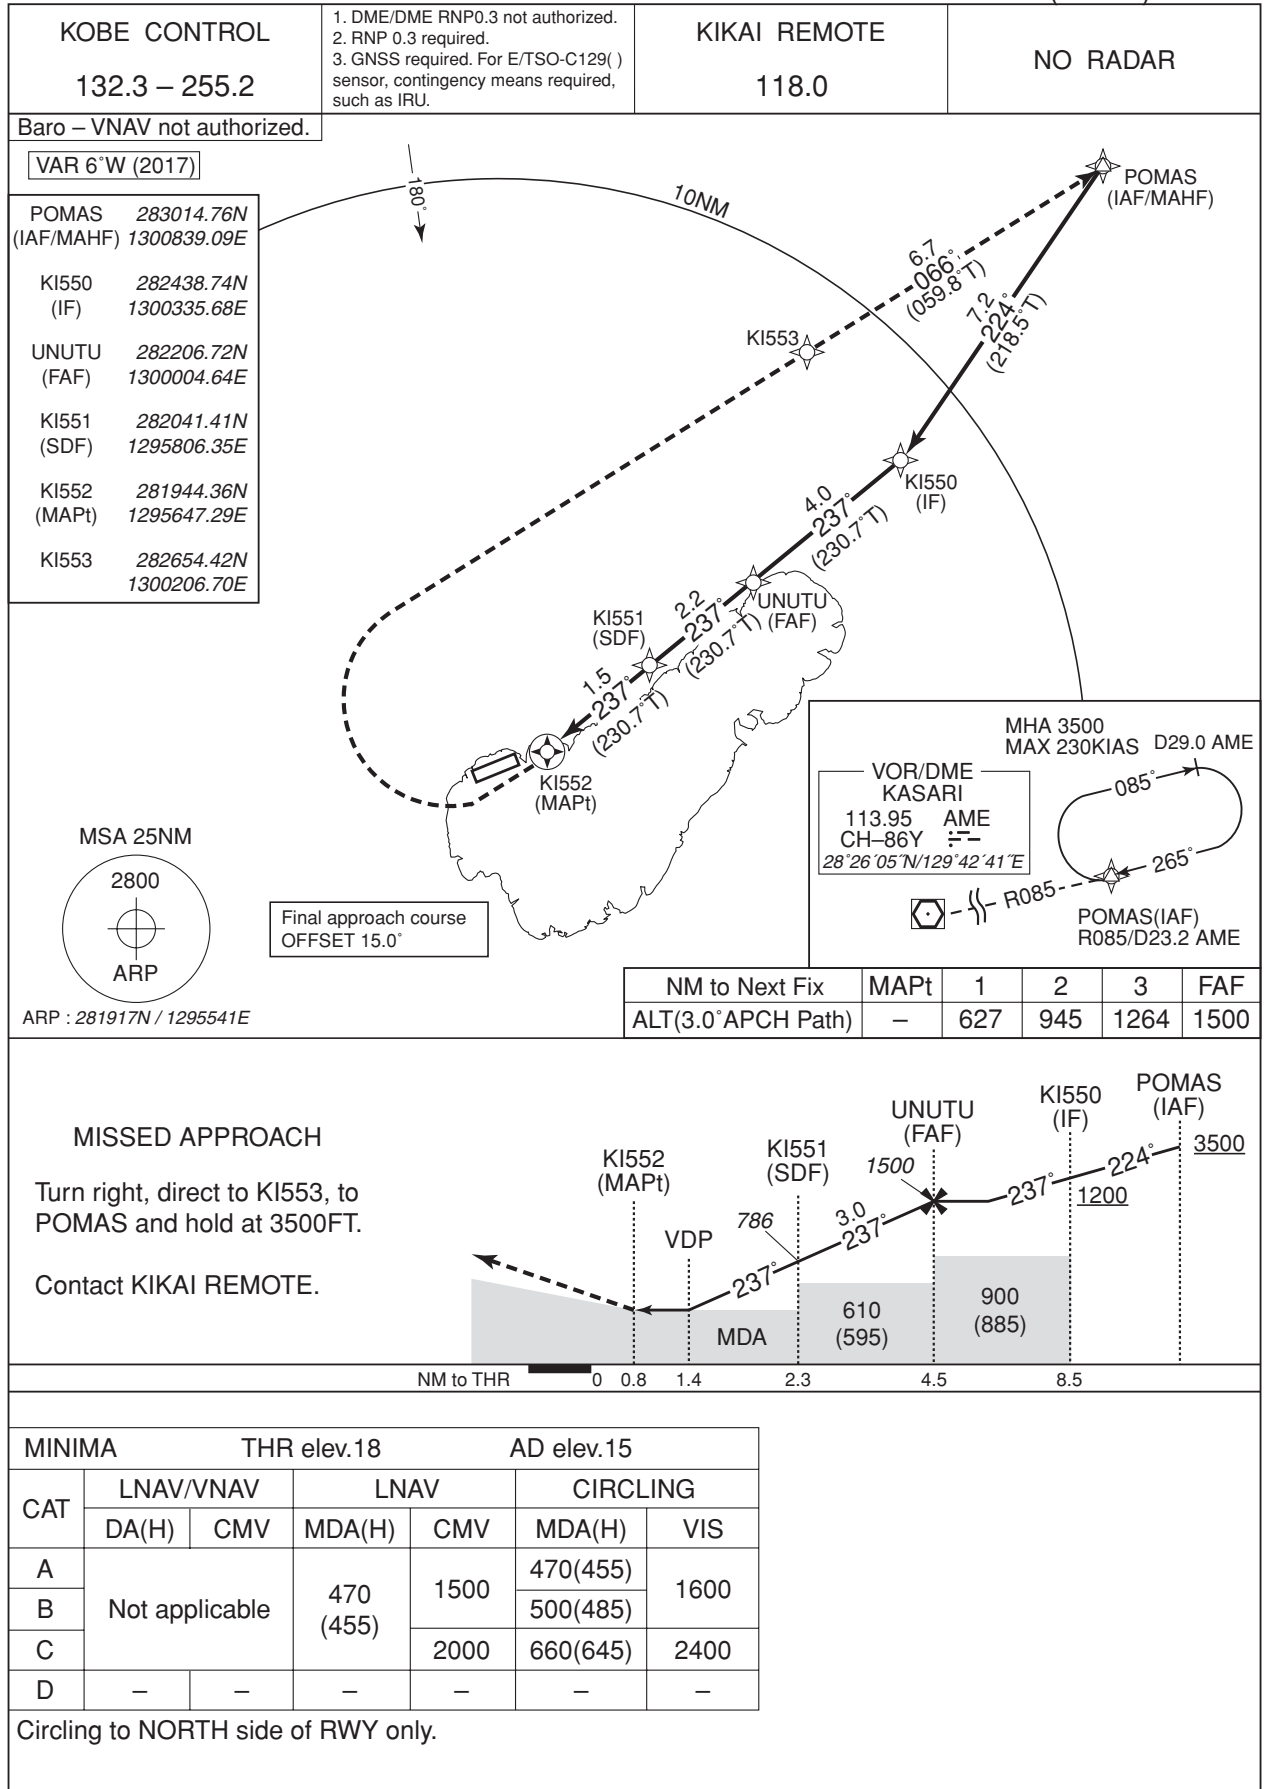 KOBE CONTROL
132.3 – 255.2
1. DME/DME RNP0.3 not authorized.
2. RNP 0.3 required.
3. GNSS required. For E/TSO-C129( )
sensor, contingency means required,
such as IRU.
KIKAI REMOTE
118.0
NO RADAR
Baro – VNAV not authorized.
VAR 6°W (2017)
POMAS 283014.76N
(IAF/MAHF) 1300839.09E
KI550 282438.74N
(IF) 1300335.68E
UNUTU 282206.72N
(FAF) 1300004.64E
KI551 282041.41N
(SDF) 1295806.35E
KI552 281944.36N
(MAPt) 1295647.29E
KI553 282654.42N
1300206.70E
180°
10NM
POMAS
(IAF/MAHF)
6.7
066°
(059.8°T)
7.2
224°
(218.5°T)
KI553
KI550
(IF)
4.0
237°
(230.7°T)
UNUTU
(FAF)
KI551
(SDF)
2.2
237°
(230.7°T)
1.5
237°
(230.7°T)
KI552
(MAPt)
MHA 3500
MAX 230KIAS
D29.0 AME
VOR/DME
KASARI
113.95 AME
CH–86Y
28°26´05˝N/129°42´41˝E
085°
265°
R085
POMAS(IAF)
R085/D23.2 AME
MSA 25NM
2800
ARP
ARP : 281917N / 1295541E
Final approach course
OFFSET 15.0°
NM to Next Fix MAPt 1 2 3 FAF
ALT(3.0°APCH Path) – 627 945 1264 1500
MISSED APPROACH
Turn right, direct to KI553, to
POMAS and hold at 3500FT.
Contact KIKAI REMOTE.
KI552
(MAPt)
VDP
KI551
(SDF)
786
UNUTU
(FAF)
1500
KI550
(IF)
1200
POMAS
(IAF)
3500
237°
3.0
237°
237°
224°
MDA
610
(595)
900
(885)
NM to THR 0 0.8 1.4 2.3 4.5 8.5
MINIMA THR elev.18 AD elev.15
CAT LNAV/VNAV LNAV CIRCLING
DA(H) CMV MDA(H) CMV MDA(H) VIS
A Not applicable 470 (455) 1500 470(455) 1600
B 500(485)
C 2000 660(645) 2400
D – – – – – –
Circling to NORTH side of RWY only.